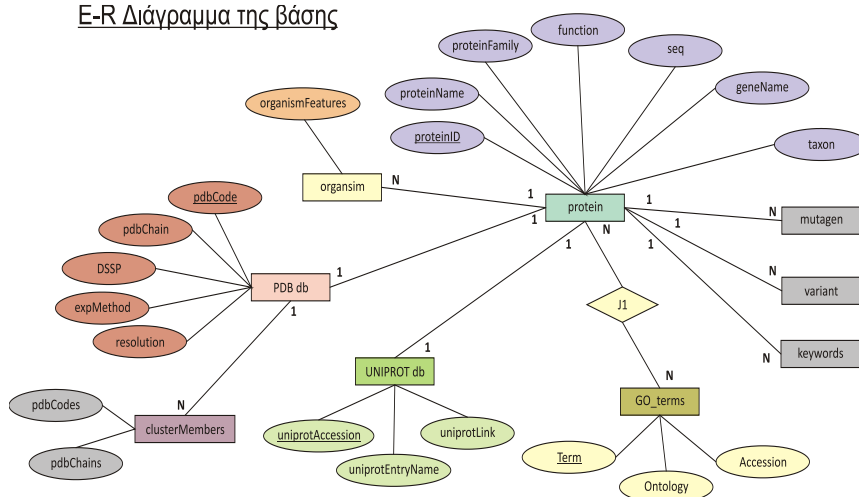 E-R Διάγραμμα της βάσης
function
proteinFamily
seq
geneName
proteinName
organismFeatures
proteinID
taxon
organsim
N
pdbCode
1
protein
1
N
mutagen
1
N
1
1
1
pdbChain
DSSP
1
PDB db
N
variant
expMethod
1
J1
resolution
1
N
keywords
UNIPROT db
N
pdbCodes
N
GO_terms
clusterMembers
uniprotAccession
uniprotLink
pdbChains
Term
Accession
uniprotEntryName
Ontology